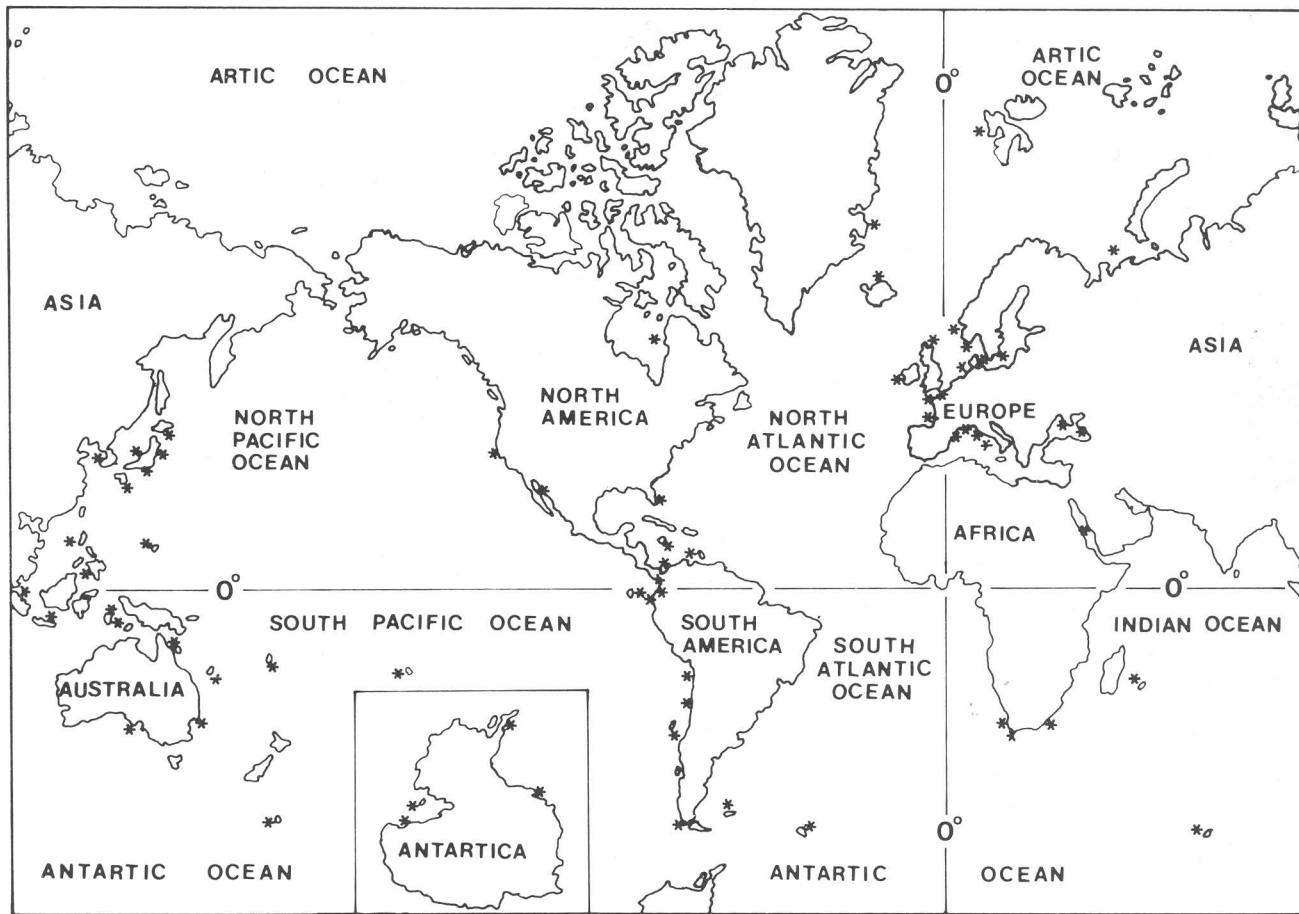 ARTIC OCEAN
ARTIC
OCEAN
0°
ASIA
ASIA
NORTH
PACIFIC
OCEAN
NORTH
AMERICA
NORTH
ATLANTIC
OCEAN
EUROPE
AFRICA
0°
0°
SOUTH PACIFIC OCEAN
SOUTH
AMERICA
SOUTH
ATLANTIC
OCEAN
INDIAN OCEAN
AUSTRALIA
0°
ANTARTICA
ANTARTIC OCEAN
ANTARTIC OCEAN